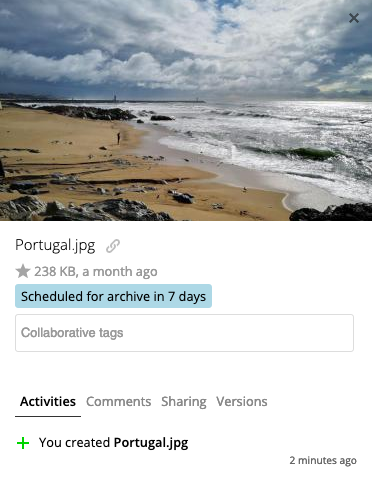 Portugal.jpg
238 KB, a month ago
Scheduled for archive in 7 days
Collaborative tags
Activities Comments Sharing Versions
You created Portugal.jpg
2 minutes ago